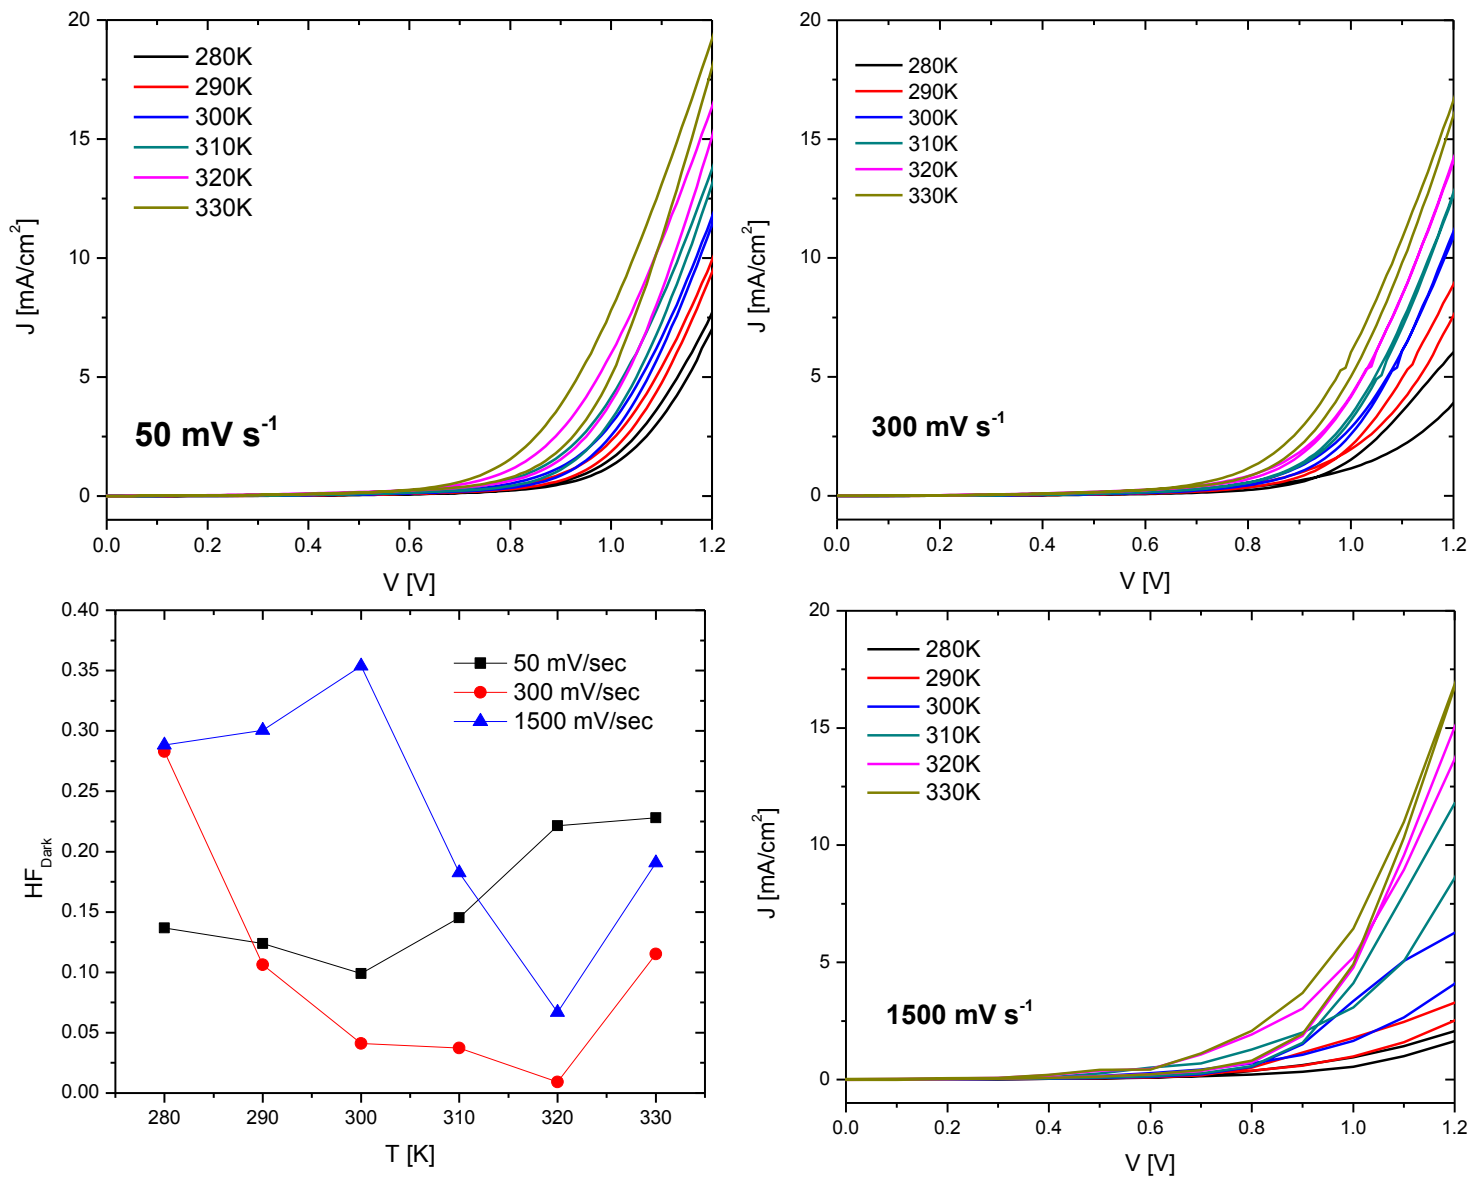 20
15
10
5
0
J [mA/cm²]
280K
290K
300K
310K
320K
330K
50 mV s⁻¹
0.0 0.2 0.4 0.6 0.8 1.0 1.2
V [V]
20
15
10
5
0
J [mA/cm²]
280K
290K
300K
310K
320K
330K
300 mV s⁻¹
0.0 0.2 0.4 0.6 0.8 1.0 1.2
V [V]
0.40
0.35
0.30
0.25
0.20
0.15
0.10
0.05
0.00
HF_Dark
50 mV/sec
300 mV/sec
1500 mV/sec
280 290 300 310 320 330
T [K]
20
15
10
5
0
J [mA/cm²]
280K
290K
300K
310K
320K
330K
1500 mV s⁻¹
0.0 0.2 0.4 0.6 0.8 1.0 1.2
V [V]